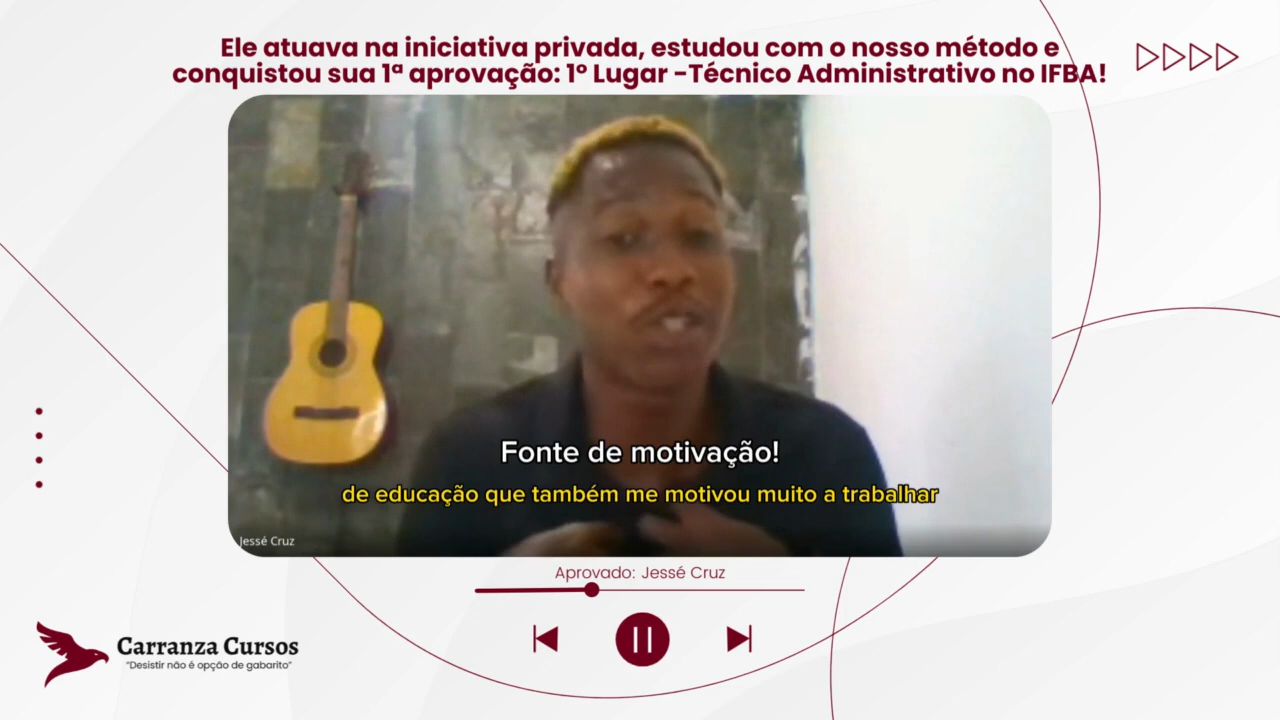 Ele atuava na iniciativa privada, estudou com o nosso método e
conquistou sua 1ª aprovação: 1º Lugar -Técnico Administrativo no IFBA!
Fonte de motivação!
de educação que também me motivou muito a trabalhar
Jessé Cruz
Aprovado: Jessé Cruz
Carranza Cursos
"Desistir não é opção de gabarito"